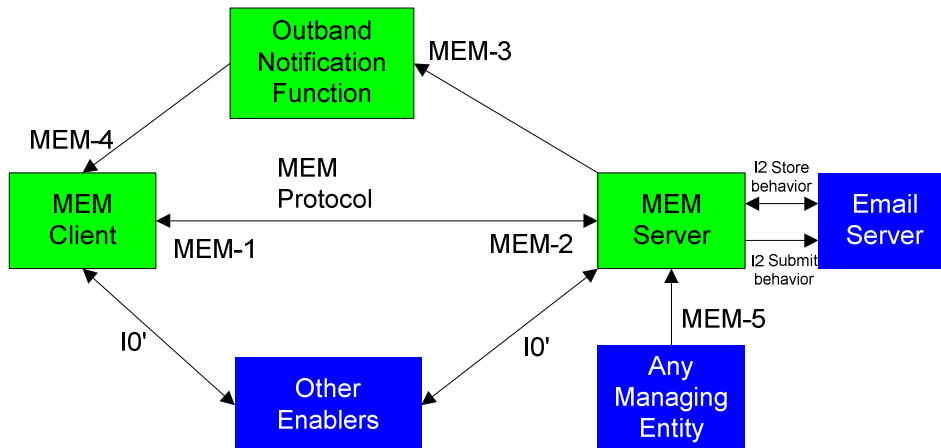 Outband
Notification
Function
MEM-3
MEM-4
MEM
Protocol
I2 Store
behavior
MEM
Client
MEM
Server
Email
Server
MEM-1
MEM-2
I2 Submit
behavior
MEM-5
I0'
I0'
Other
Enablers
Any
Managing
Entity